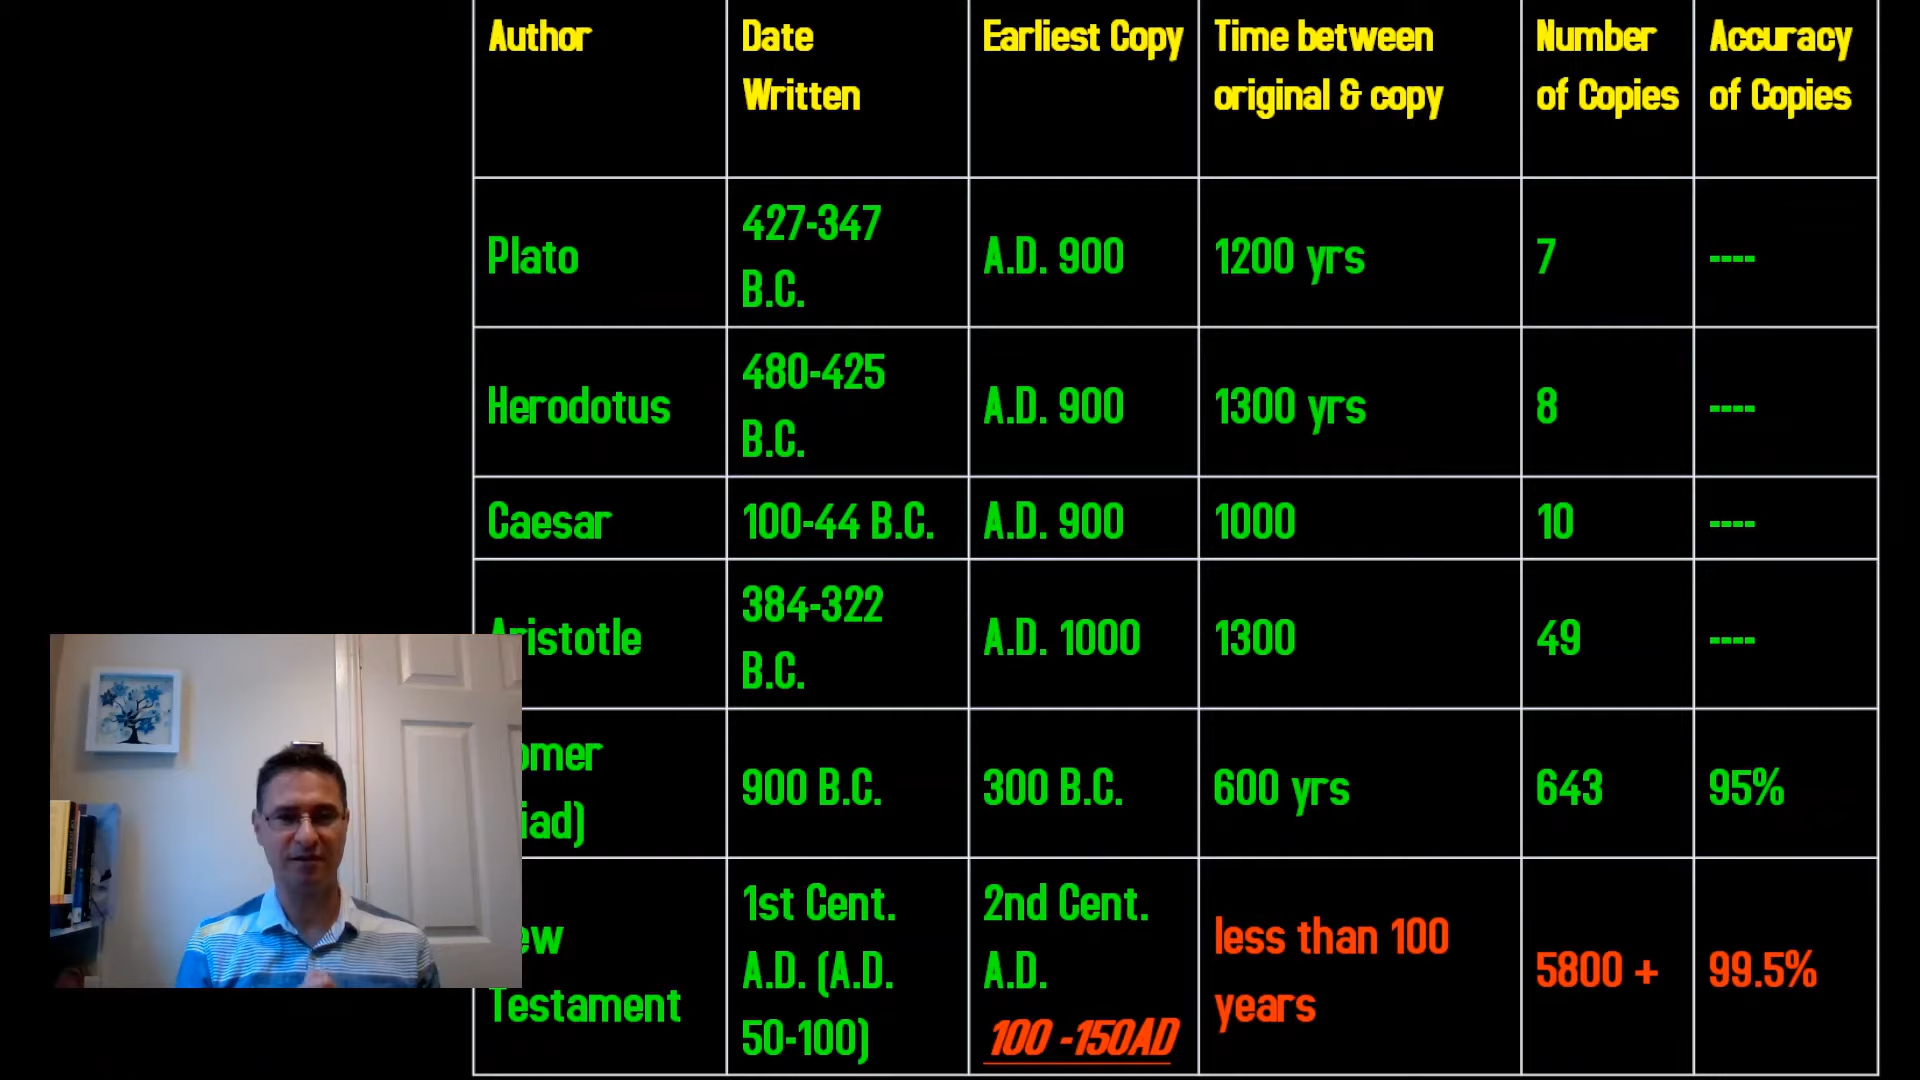 Author
Date
Written
Earliest Copy
Time between
original & copy
Number
of Copies
Accuracy
of Copies
Plato
427-347
B.C.
A.D. 900
1200 yrs
7
----
Herodotus
480-425
B.C.
A.D. 900
1300 yrs
8
----
Caesar
100-44 B.C.
A.D. 900
1000
10
----
Aristotle
384-322
B.C.
A.D. 1000
1300
49
----
omer
iad)
900 B.C.
300 B.C.
600 yrs
643
95%
ew
Testament
1st Cent.
A.D. (A.D.
50-100)
2nd Cent.
A.D.
100 -150AD
less than 100
years
5800 +
99.5%